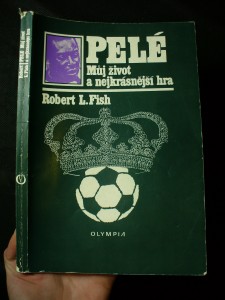 PELÉ
Můj život
a nejkrásnější hra
Robert L. Fish
OLYMPIA